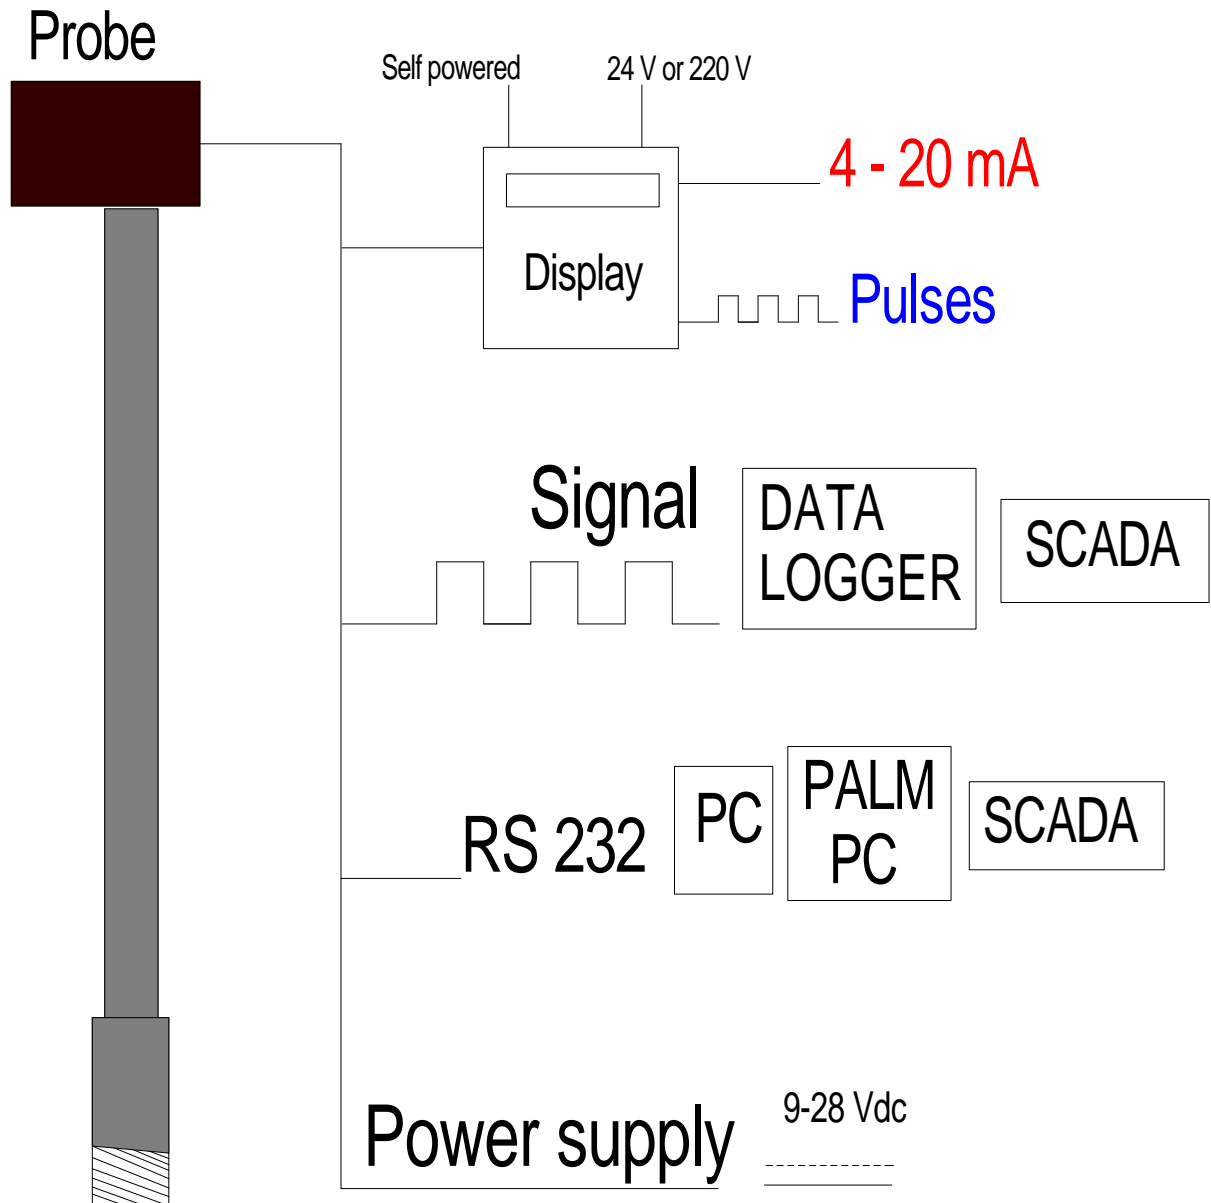 Probe
Self powered
24 V or 220 V
4 - 20 mA
Display
Pulses
Signal
DATA
LOGGER
SCADA
RS 232
PC
PALM
PC
SCADA
Power supply
9-28 Vdc